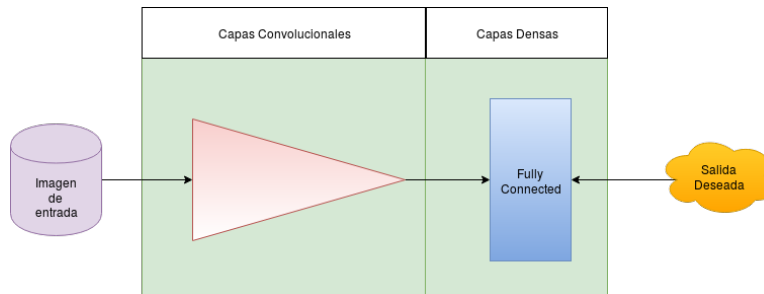 Capas Convolucionales
Capas Densas
Imagen
de
entrada
Fully
Connected
Salida
Deseada